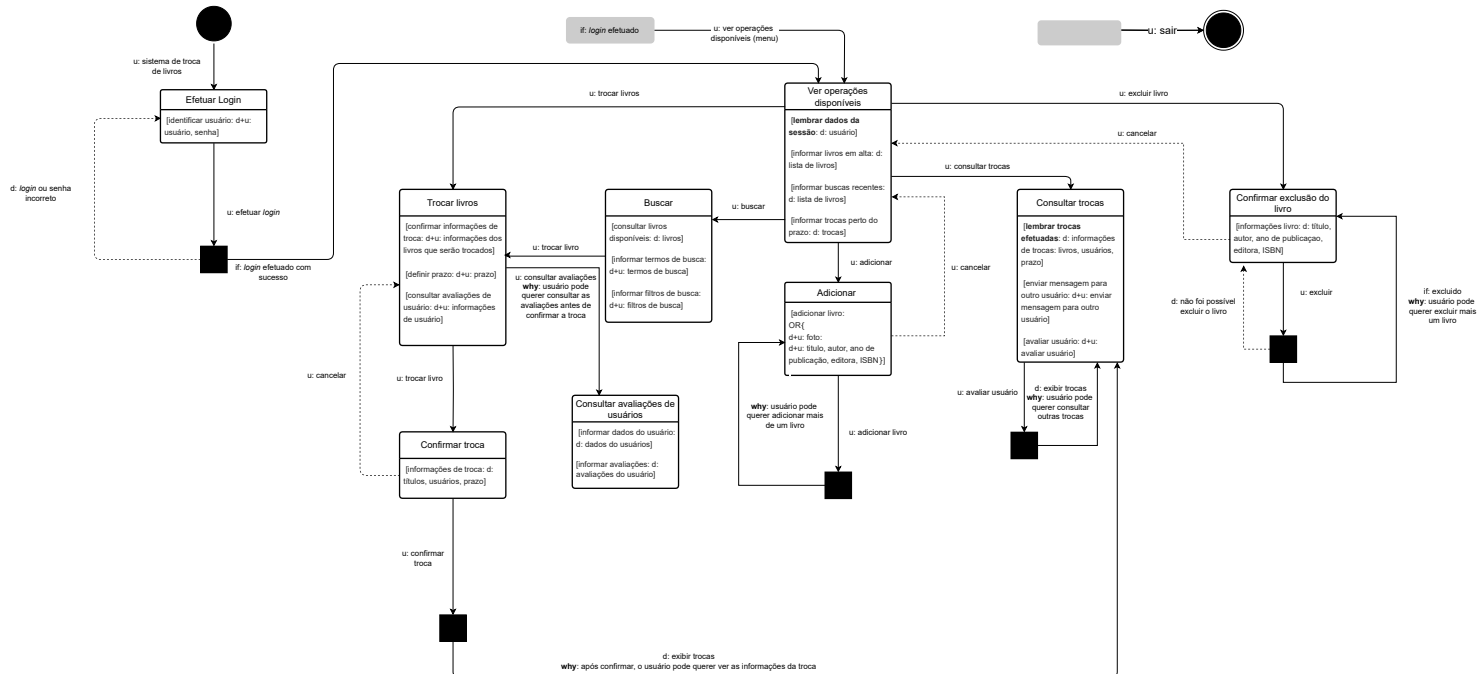 if: login efetuado
u: ver operações
disponíveis (menu)
u: sair
u: sistema de troca
de livros
Efetuar Login
[identificar usuário: d+u:
usuário, senha]
d: login ou senha
incorreto
u: efetuar login
if: login efetuado com
sucesso
u: trocar livros
Ver operações
disponíveis
[lembrar dados da
sessão: d: usuário]
[informar livros em alta: d:
lista de livros]
[informar buscas recentes:
d: lista de livros]
[informar trocas perto do
prazo: d: trocas]
u: excluir livro
u: cancelar
u: consultar trocas
Trocar livros
[confirmar informações de
troca: d+u: informações dos
livros que serão trocados]
[definir prazo: d+u: prazo]
[consultar avaliações de
usuário: d+u: informações
de usuário]
u: trocar livro
u: consultar avaliações
why: usuário pode
querer consultar as
avaliações antes de
confirmar a troca
Buscar
[consultar livros
disponíveis: d: livros]
[informar termos de busca:
d+u: termos de busca]
[informar filtros de busca:
d+u: filtros de busca]
u: buscar
u: adicionar
u: cancelar
Adicionar
[adicionar livro:
OR{
d+u: foto:
d+u: titulo, autor, ano de
publicação, editora, ISBN}]
why: usuário pode
querer adicionar mais
de um livro
u: adicionar livro
Consultar trocas
[lembrar trocas
efetuadas: d: informações
de trocas: livros, usuários,
prazo]
[enviar mensagem para
outro usuário: d+u: enviar
mensagem para outro
usuário]
[avaliar usuário: d+u:
avaliar usuário]
u: avaliar usuário
d: exibir trocas
why: usuário pode
querer consultar
outras trocas
Confirmar exclusão do
livro
[informações livro: d: título,
autor, ano de publicaçao,
editora, ISBN]
u: excluir
d: não foi possível
excluir o livro
if: excluido
why: usuário pode
querer excluir mais
um livro
u: cancelar
u: trocar livro
Consultar avaliações de
usuários
[informar dados do usuário:
d: dados do usuários]
[informar avaliações: d:
avaliações do usuário]
Confirmar troca
[informações de troca: d:
títulos, usuários, prazo]
u: confirmar
troca
d: exibir trocas
why: após confirmar, o usuário pode querer ver as informações da troca